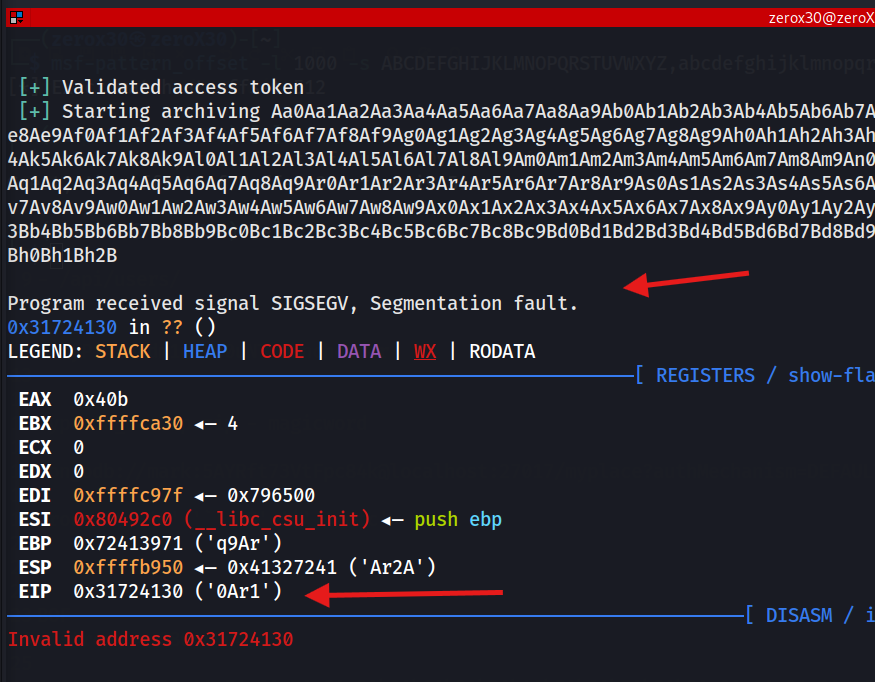 zerox30@zeroX
[+] Validated access token
[+] Starting archiving Aa0Aa1Aa2Aa3Aa4Aa5Aa6Aa7Aa8Aa9Ab0Ab1Ab2Ab3Ab4Ab5Ab6Ab7A
e8Ae9Af0Af1Af2Af3Af4Af5Af6Af7Af8Af9Ag0Ag1Ag2Ag3Ag4Ag5Ag6Ag7Ag8Ag9Ah0Ah1Ah2Ah3Ah
4Ak5Ak6Ak7Ak8Ak9Al0Al1Al2Al3Al4Al5Al6Al7Al8Al9Am0Am1Am2Am3Am4Am5Am6Am7Am8Am9An0
Aq1Aq2Aq3Aq4Aq5Aq6Aq7Aq8Aq9Ar0Ar1Ar2Ar3Ar4Ar5Ar6Ar7Ar8Ar9As0As1As2As3As4As5As6A
v7Av8Av9Aw0Aw1Aw2Aw3Aw4Aw5Aw6Aw7Aw8Aw9Ax0Ax1Ax2Ax3Ax4Ax5Ax6Ax7Ax8Ax9Ay0Ay1Ay2Ay
3Bb4Bb5Bb6Bb7Bb8Bb9Bc0Bc1Bc2Bc3Bc4Bc5Bc6Bc7Bc8Bc9Bd0Bd1Bd2Bd3Bd4Bd5Bd6Bd7Bd8Bd9
Bh0Bh1Bh2B
Program received signal SIGSEGV, Segmentation fault.
0x31724130 in ?? ()
LEGEND: STACK | HEAP | CODE | DATA | WX | RODATA
[ REGISTERS / show-fla
EAX 0x40b
EBX 0xffffca30 ◂— 4
ECX 0
EDX 0
EDI 0xffffc97f ◂— 0x796500
ESI 0x80492c0 (__libc_csu_init) ◂— push ebp
EBP 0x72413971 ('q9Ar')
ESP 0xffffb950 ◂— 0x41327241 ('Ar2A')
EIP 0x31724130 ('0Ar1')
[ DISASM / i
Invalid address 0x31724130